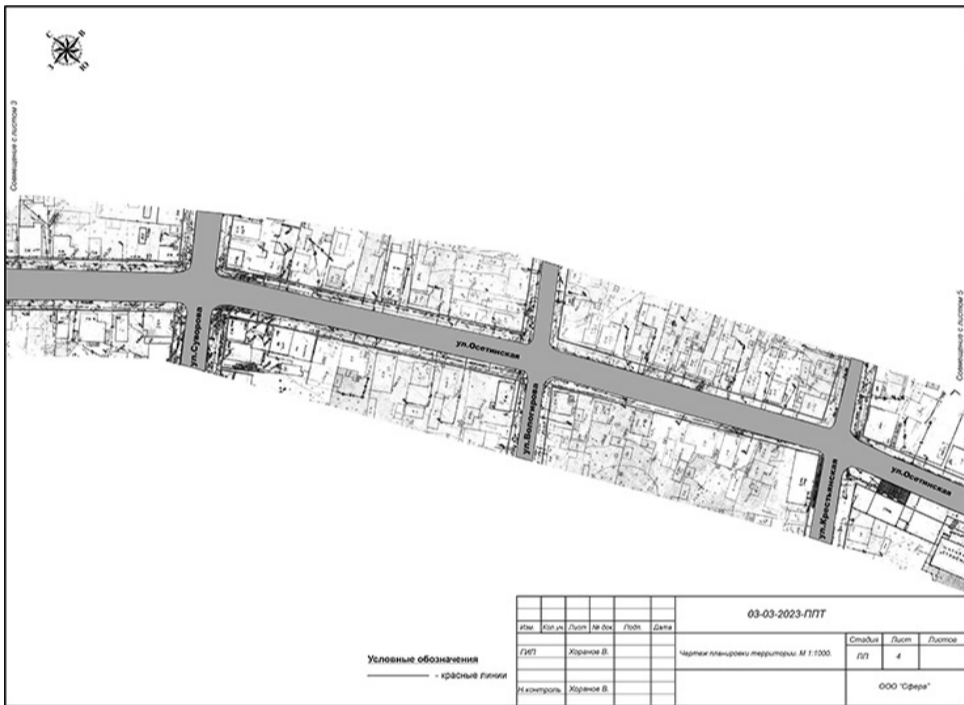 С
В
З
Ю
Совмещение с листом 3
Совмещение с листом 5
ул.Суворова
ул.Осетинская
ул.Вологирова
ул.Осетинская
ул.Крестьянская
Условные обозначения
- красные линии
03-03-2023-ППТ
Изм. Кол.уч Лист № док Подп. Дата
ГИП Хоранов В.
Чертеж планировки территории. М 1:1000.
Стадия Лист Листов
ПП 4
Н.контроль Хоранов В.
ООО "Сфера"